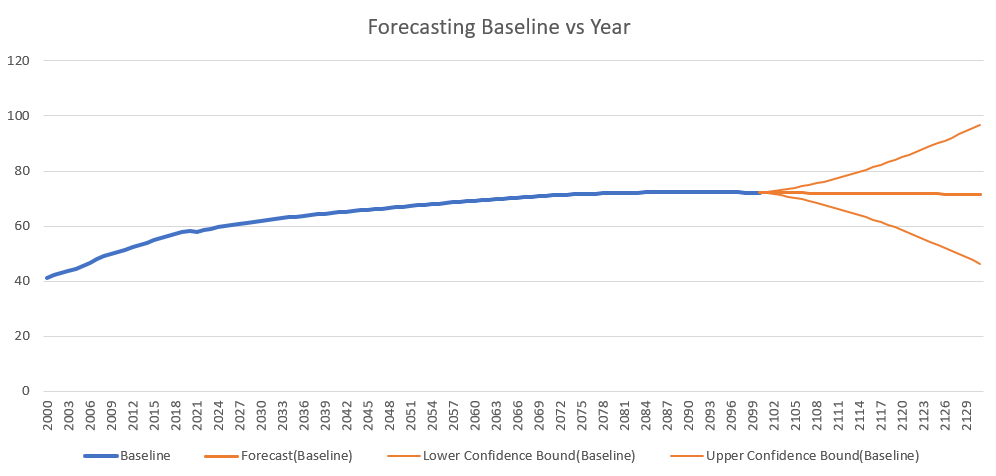 Forecasting Baseline vs Year
120
100
80
60
40
20
0
2000 2003 2006 2009 2012 2015 2018 2021 2024 2027 2030 2033 2036 2039 2042 2045 2048 2051 2054 2057 2060 2063 2066 2069 2072 2075 2078 2081 2084 2087 2090 2093 2096 2099 2102 2105 2108 2111 2114 2117 2120 2123 2126 2129
Baseline Forecast(Baseline) Lower Confidence Bound(Baseline) Upper Confidence Bound(Baseline)